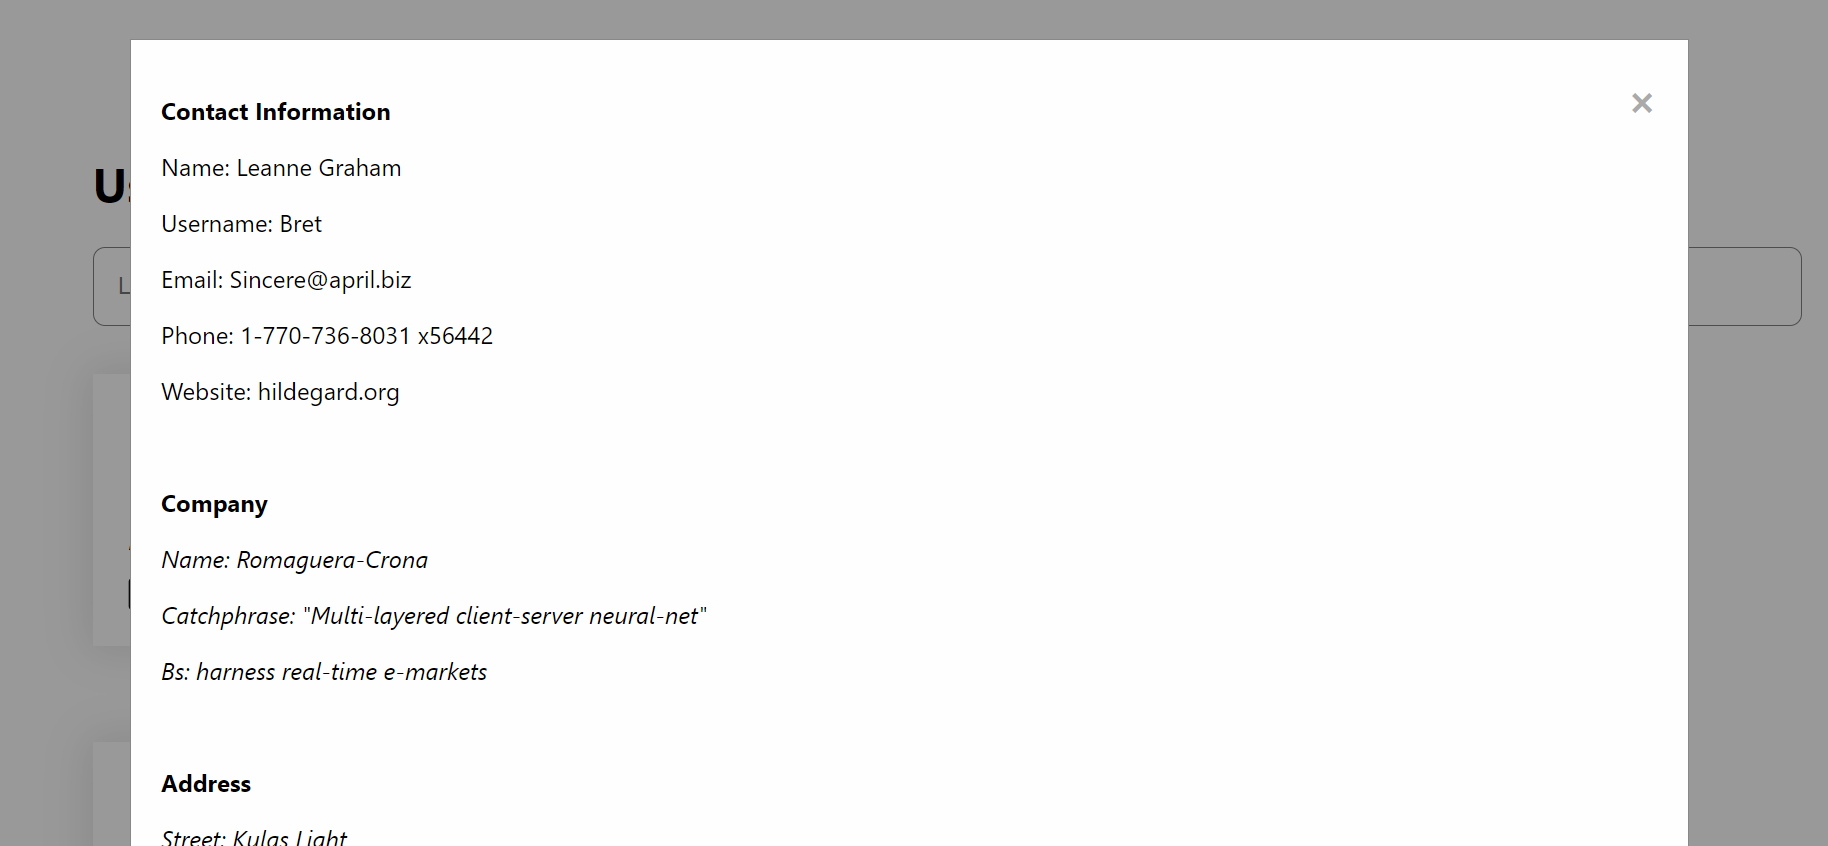 Contact Information
Name: Leanne Graham
Username: Bret
Email: Sincere@april.biz
Phone: 1-770-736-8031 x56442
Website: hildegard.org
Company
Name: Romaguera-Crona
Catchphrase: "Multi-layered client-server neural-net"
Bs: harness real-time e-markets
Address
Street: Kulas Light